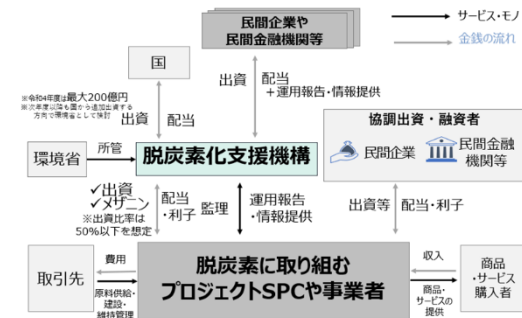 民間企業や
民間金融機関等
サービス・モノ
金銭の流れ
国
※令和4年度は最大200億円
※次年度以降も国から追加出資する
方向で環境省として検討
出資
配当
出資
配当
+運用報告・情報提供
協調出資・融資者
民間企業
民間金融
機関等
環境省
所管
脱炭素化支援機構
✓出資
✓メザニン
※出資比率は
50%以下を想定
配当
・利子
監理
運用報告
・情報提供
出資等
配当・利子
取引先
費用
原料供給・
建設・
維持管理
脱炭素に取り組む
プロジェクトSPCや事業者
収入
商品・
サービスの
提供
商品
・サービス
購入者